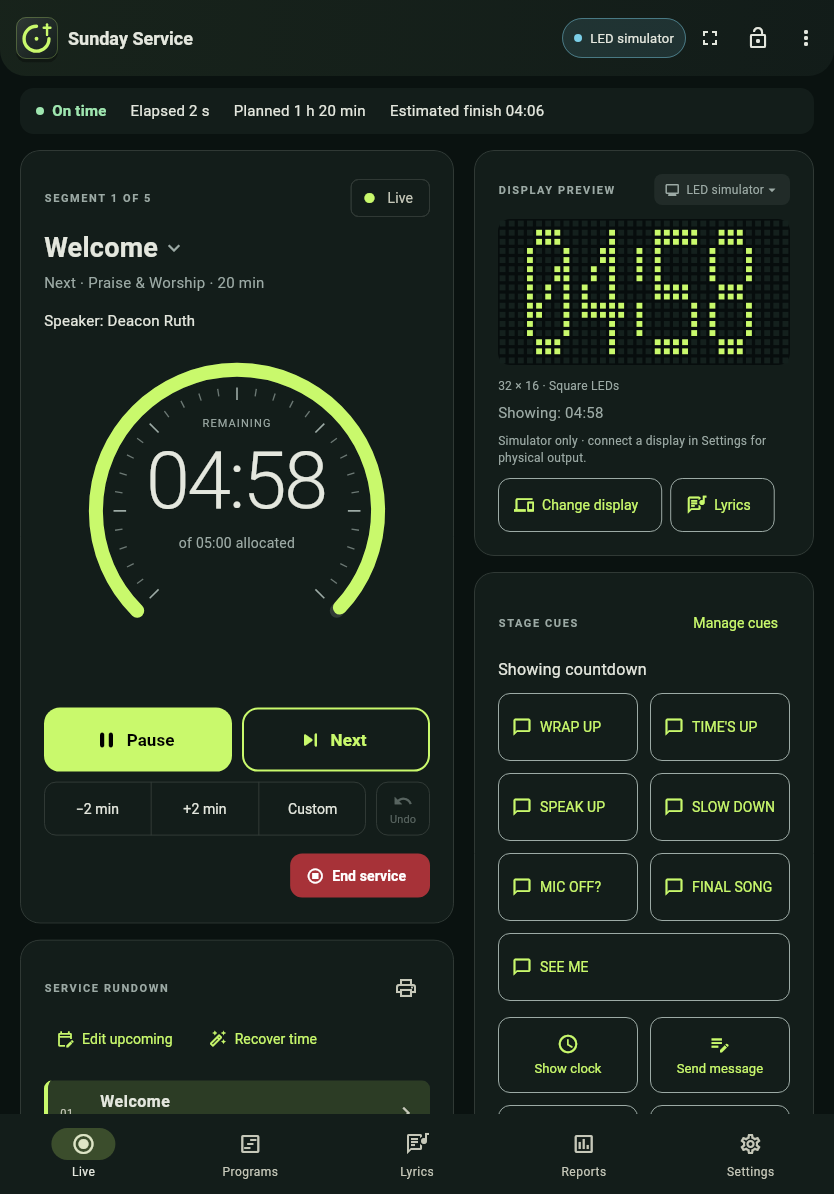 Sunday Service
LED simulator
On time Elapsed 2 s Planned 1 h 20 min Estimated finish 04:06
SEGMENT 1 OF 5
Live
Welcome
Next · Praise & Worship · 20 min
Speaker: Deacon Ruth
REMAINING
04:58
of 05:00 allocated
Pause
Next
−2 min
+2 min
Custom
Undo
End service
SERVICE RUNDOWN
Edit upcoming
Recover time
Welcome
01
DISPLAY PREVIEW
LED simulator
04:58
32 × 16 · Square LEDs
Showing: 04:58
Simulator only · connect a display in Settings for
physical output.
Change display
Lyrics
STAGE CUES
Manage cues
Showing countdown
WRAP UP
TIME'S UP
SPEAK UP
SLOW DOWN
MIC OFF?
FINAL SONG
SEE ME
Show clock
Send message
Live
Programs
Lyrics
Reports
Settings